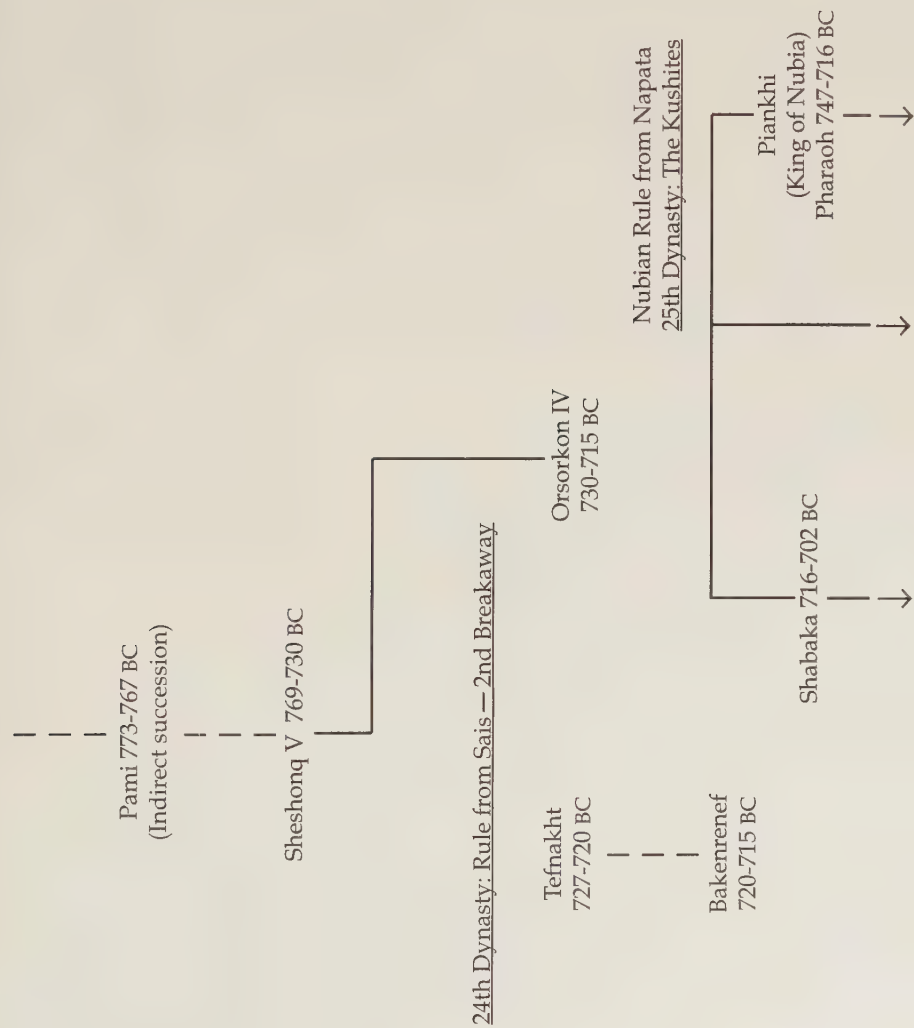 Pami 773-767 BC
(Indirect succession)
Sheshonq V 769-730 BC
24th Dynasty: Rule from Sais — 2nd Breakaway
Orsorkon IV
730-715 BC
Tefnakht
727-720 BC
Bakenrenef
720-715 BC
Nubian Rule from Napata
25th Dynasty: The Kushites
Piankhi
(King of Nubia)
Pharaoh 747-716 BC
Shabaka 716-702 BC